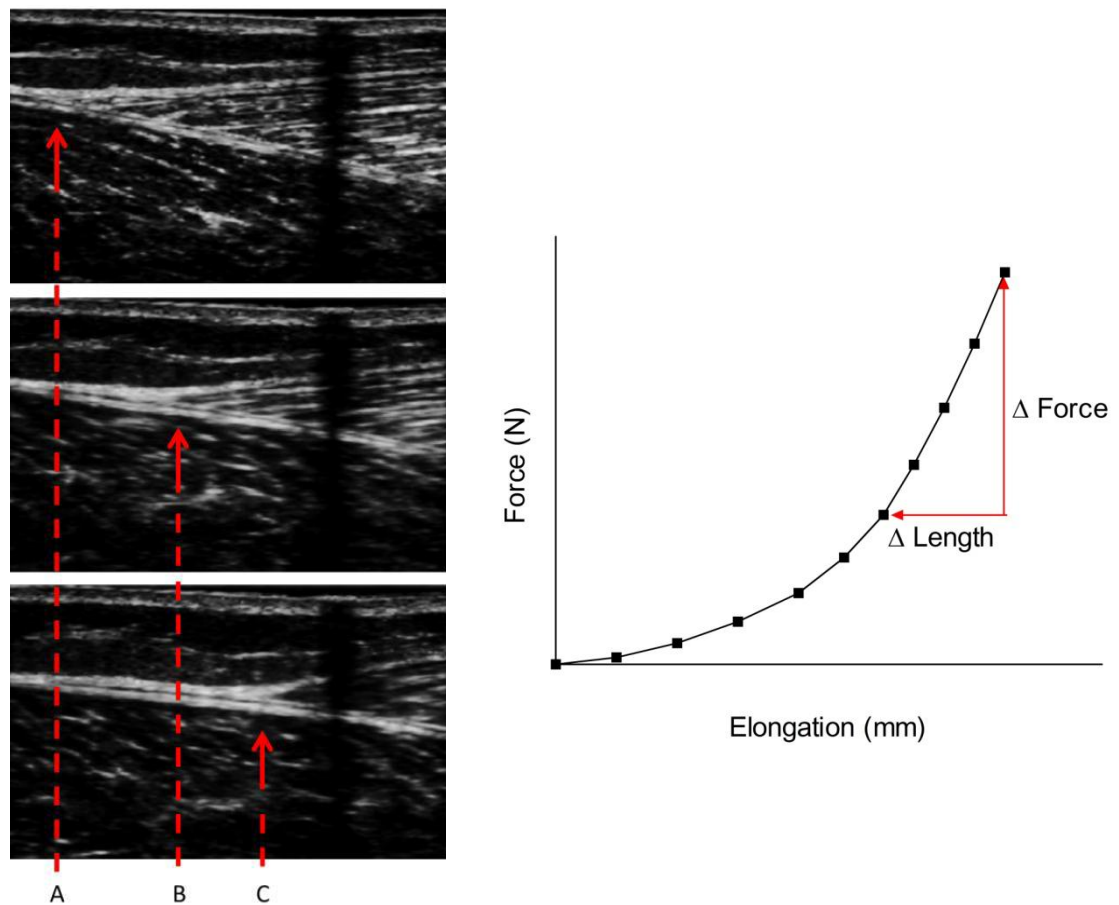 A B C
Force (N)
Δ Force
Δ Length
Elongation (mm)